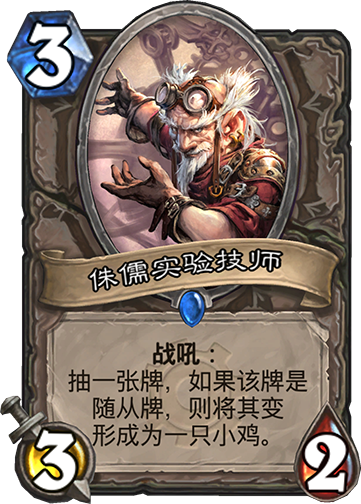 3
侏儒实验技师
战吼：
抽一张牌，如果该牌是
随从牌，则将其变
形成为一只小鸡。
3
2